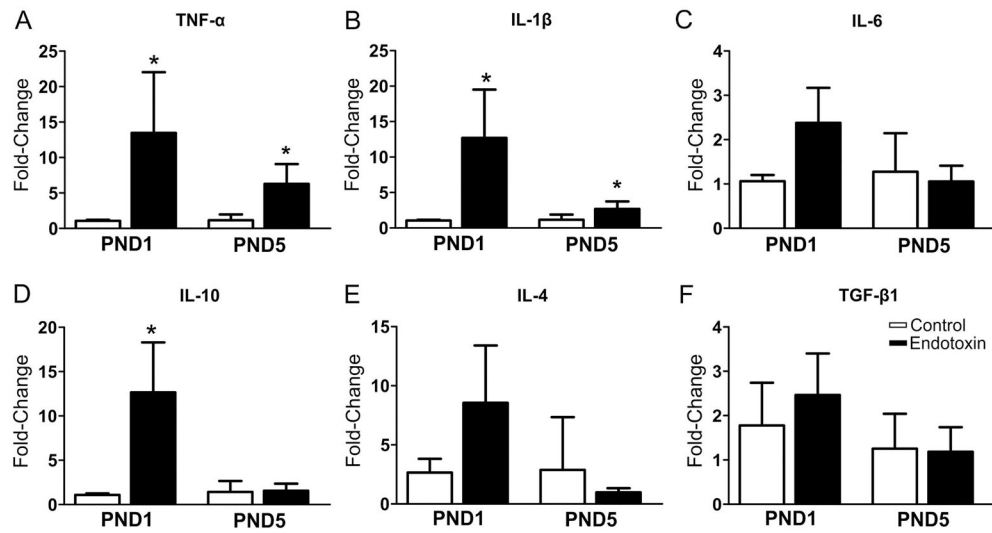 A
TNF-α
Fold-Change
25
20
15
10
5
0
*
*
PND1
PND5
B
IL-1β
Fold-Change
25
20
15
10
5
0
*
*
PND1
PND5
C
IL-6
Fold-Change
4
3
2
1
0
PND1
PND5
D
IL-10
Fold-Change
20
15
10
5
0
*
PND1
PND5
E
IL-4
Fold-Change
15
10
5
0
PND1
PND5
F
TGF-β1
Control
Endotoxin
Fold-Change
4
3
2
1
0
PND1
PND5